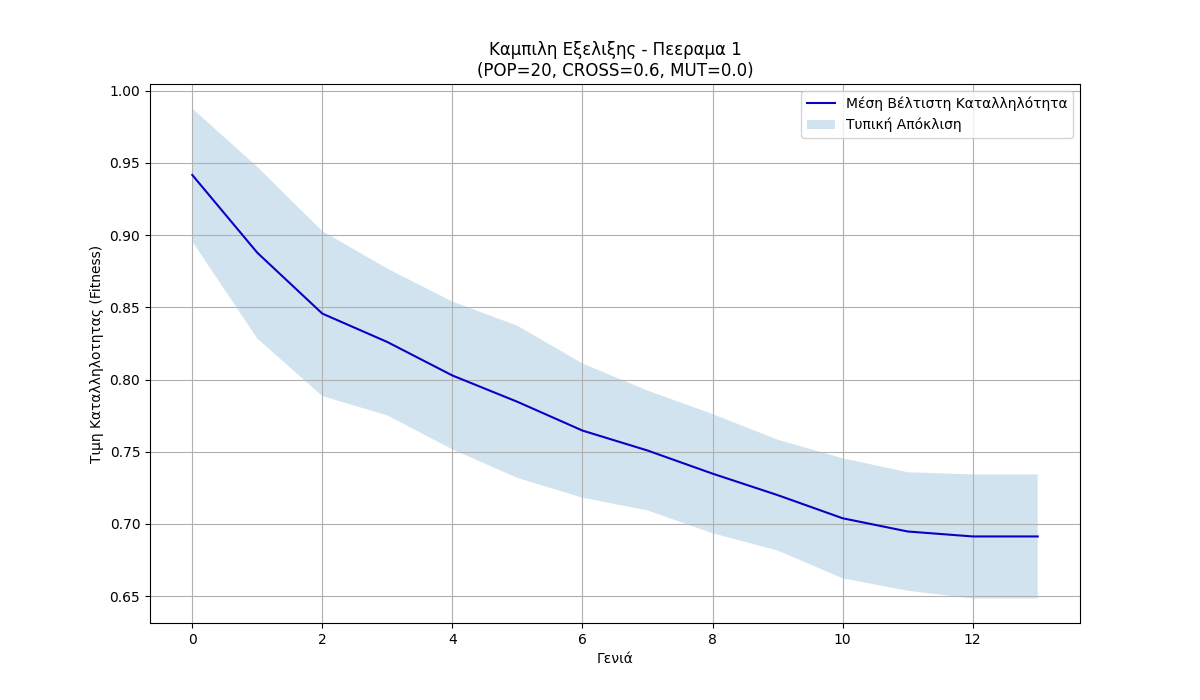 Καμπιλη Εξελιξης - Πεεραμα 1
(POP=20, CROSS=0.6, MUT=0.0)
Μέση Βέλτιστη Καταλληλότητα
Τυπική Απόκλιση
Τιμη Καταλληλοτητας (Fitness)
1.00
0.95
0.90
0.85
0.80
0.75
0.70
0.65
0 2 4 6 8 10 12
Γενιά